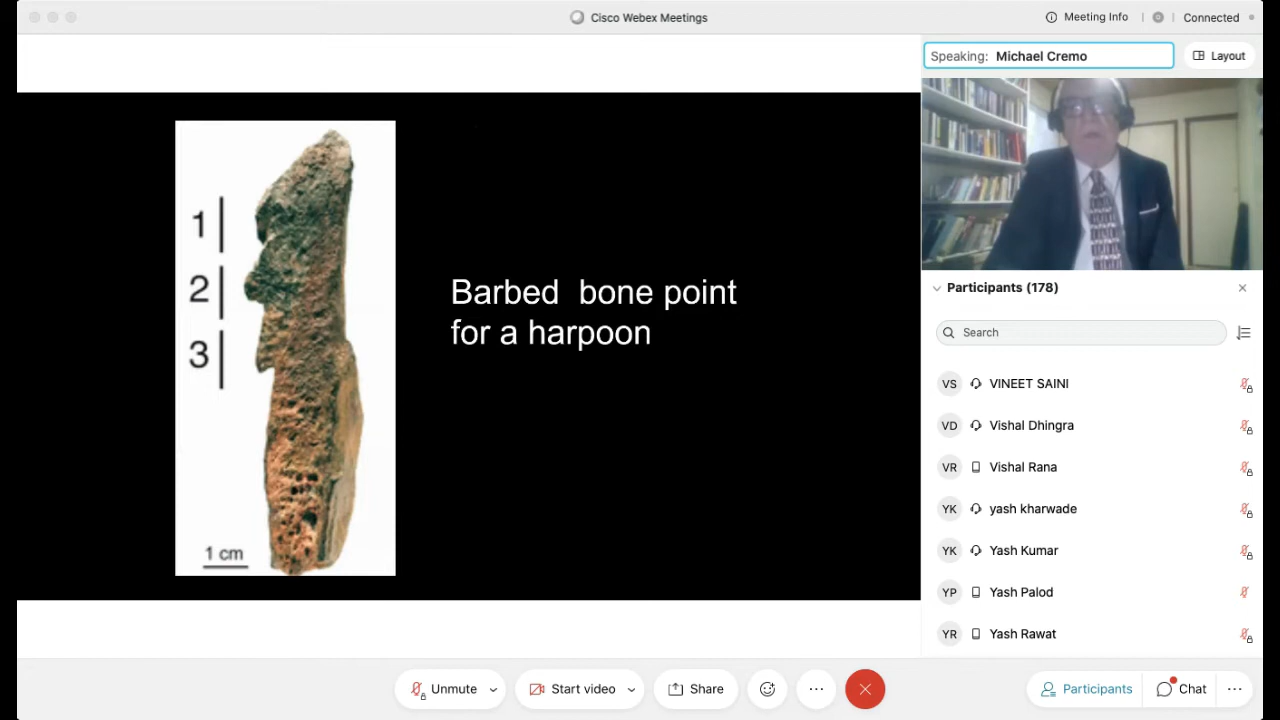 Cisco Webex Meetings
Meeting Info
Connected
Speaking: Michael Cremo
Layout
1
2
3
1 cm
Barbed bone point
for a harpoon
Participants (178)
Search
VS VINEET SAINI
VD Vishal Dhingra
VR Vishal Rana
YK yash kharwade
YK Yash Kumar
YP Yash Palod
YR Yash Rawat
Unmute
Start video
Share
Participants
Chat